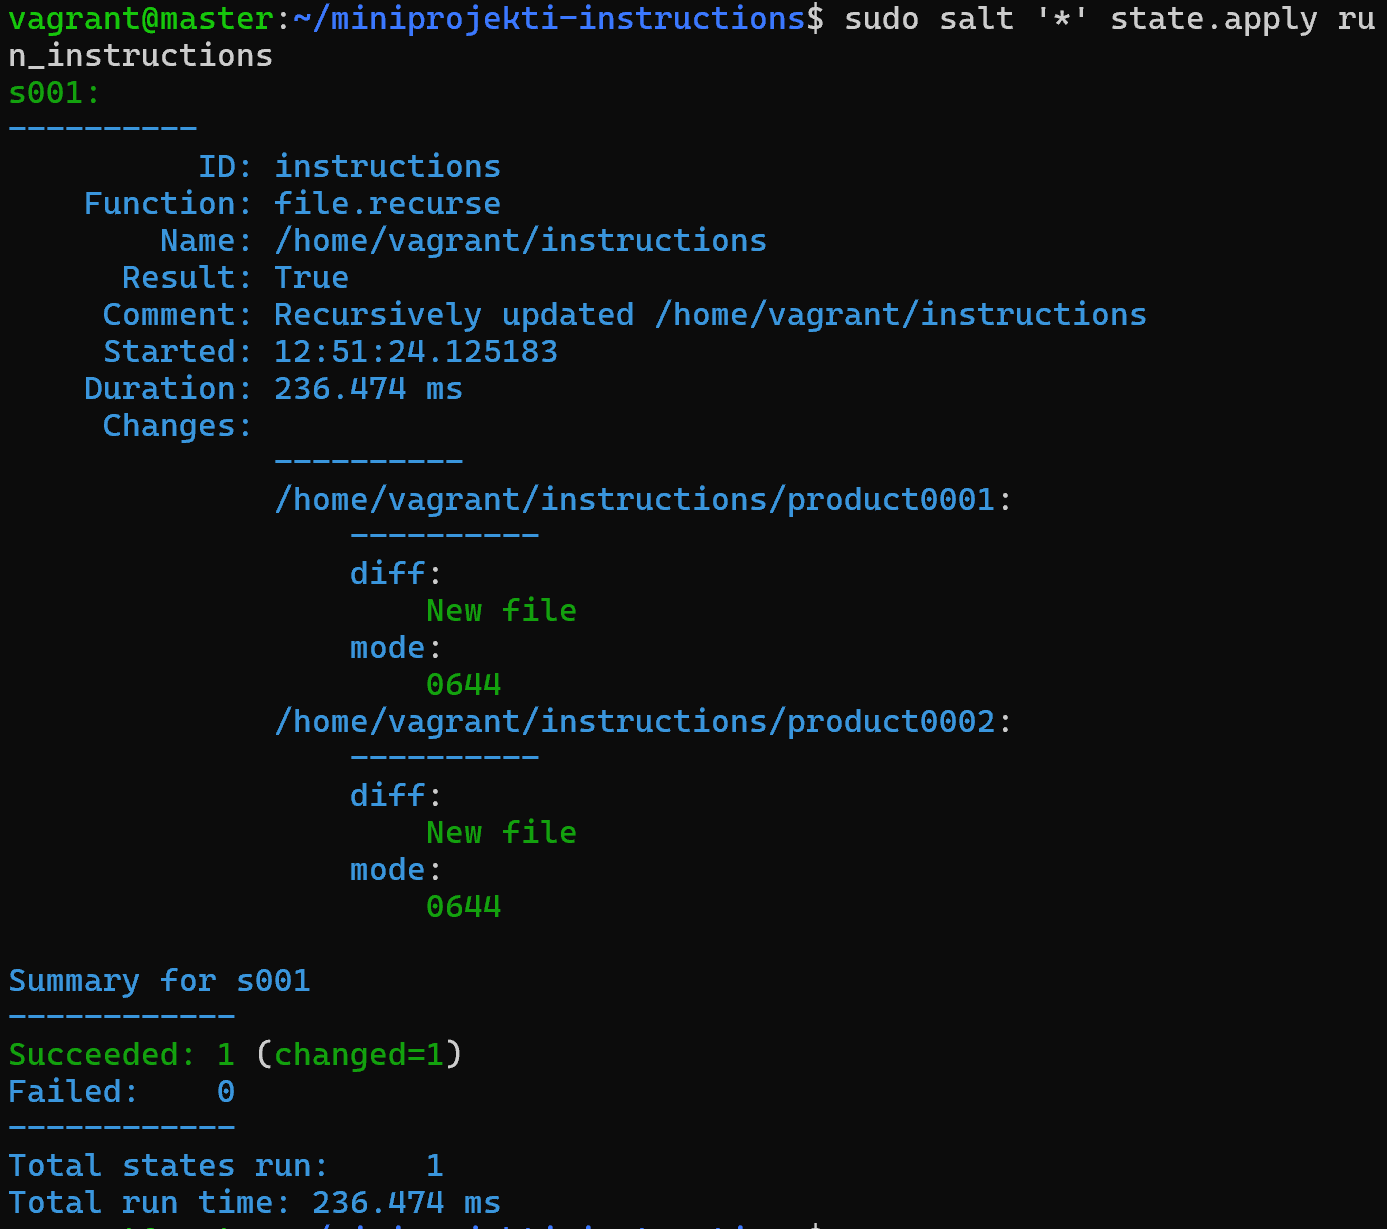 vagrant@master:~/miniprojekti-instructions$ sudo salt '*' state.apply ru
n_instructions
s001:
----------
          ID: instructions
    Function: file.recurse
        Name: /home/vagrant/instructions
      Result: True
     Comment: Recursively updated /home/vagrant/instructions
     Started: 12:51:24.125183
    Duration: 236.474 ms
     Changes:
              ----------
              /home/vagrant/instructions/product0001:
                  ----------
                  diff:
                      New file
                  mode:
                      0644
              /home/vagrant/instructions/product0002:
                  ----------
                  diff:
                      New file
                  mode:
                      0644

Summary for s001
------------
Succeeded: 1 (changed=1)
Failed:    0
------------
Total states run:     1
Total run time: 236.474 ms